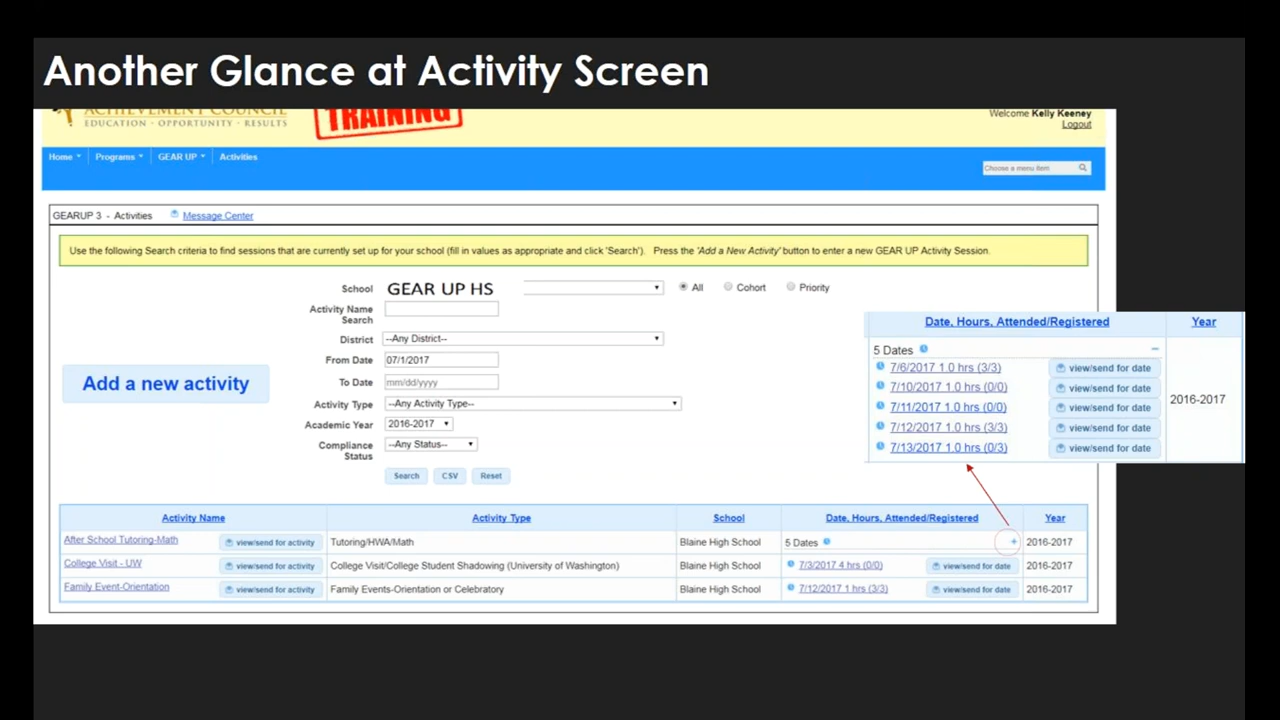 Another Glance at Activity Screen
ACHIEVEMENT COUNCIL
EDUCATION · OPPORTUNITY · RESULTS
TRAINING
Welcome Kelly Keeney
Logout
Home Programs GEAR UP Activities
Choose a menu item
GEARUP 3 - Activities Message Center
Use the following Search criteria to find sessions that are currently set up for your school (fill in values as appropriate and click 'Search'). Press the 'Add a New Activity' button to enter a new GEAR UP Activity Session.
School GEAR UP HS All Cohort Priority
Activity Name
Search
District --Any District--
From Date 07/1/2017
Add a new activity
To Date mm/dd/yyyy
Activity Type --Any Activity Type--
Academic Year 2016-2017
Compliance
Status --Any Status--
Search CSV Reset
Date, Hours, Attended/Registered Year
5 Dates
7/6/2017 1.0 hrs (3/3) view/send for date
7/10/2017 1.0 hrs (0/0) view/send for date
7/11/2017 1.0 hrs (0/0) view/send for date 2016-2017
7/12/2017 1.0 hrs (3/3) view/send for date
7/13/2017 1.0 hrs (0/3) view/send for date
Activity Name Activity Type School Date, Hours, Attended/Registered Year
After School Tutoring-Math view/send for activity Tutoring/HWA/Math Blaine High School 5 Dates + 2016-2017
College Visit - UW view/send for activity College Visit/College Student Shadowing (University of Washington) Blaine High School 7/3/2017 4 hrs (0/0) view/send for date 2016-2017
Family Event-Orientation view/send for activity Family Events-Orientation or Celebratory Blaine High School 7/12/2017 1 hrs (3/3) view/send for date 2016-2017